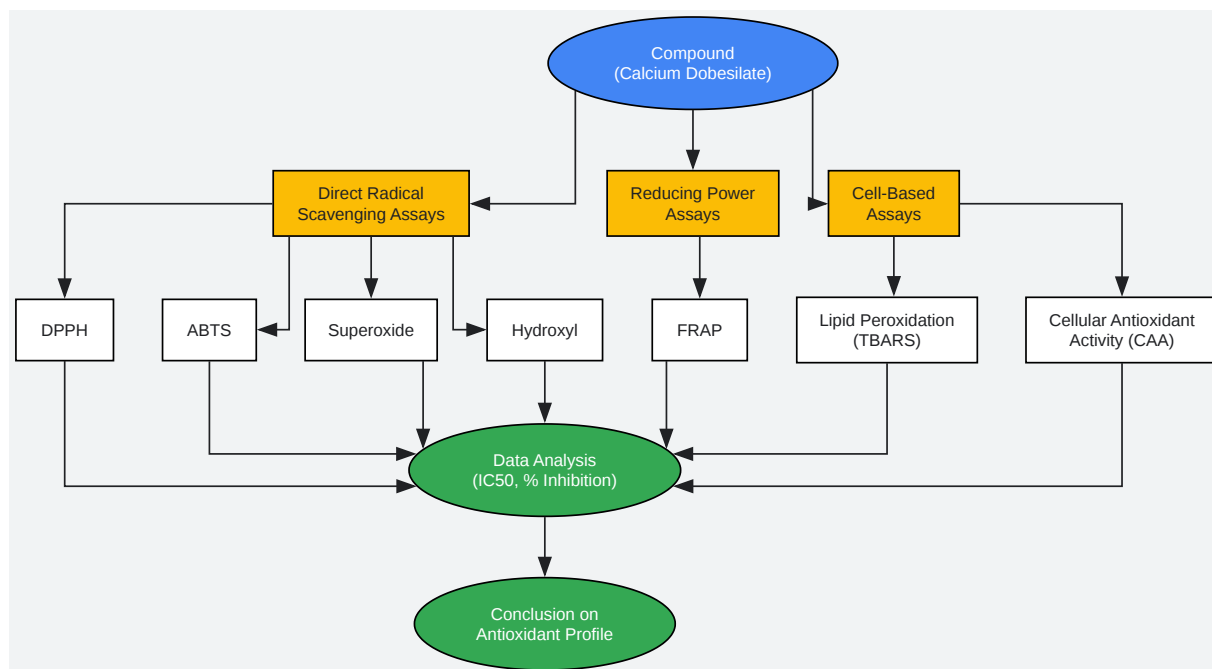 Compound
(Calcium Dobesilate)
Direct Radical
Scavenging Assays
Reducing Power
Assays
Cell-Based
Assays
DPPH
ABTS
Superoxide
Hydroxyl
FRAP
Lipid Peroxidation
(TBARS)
Cellular Antioxidant
Activity (CAA)
Data Analysis
(IC50, % Inhibition)
Conclusion on
Antioxidant Profile